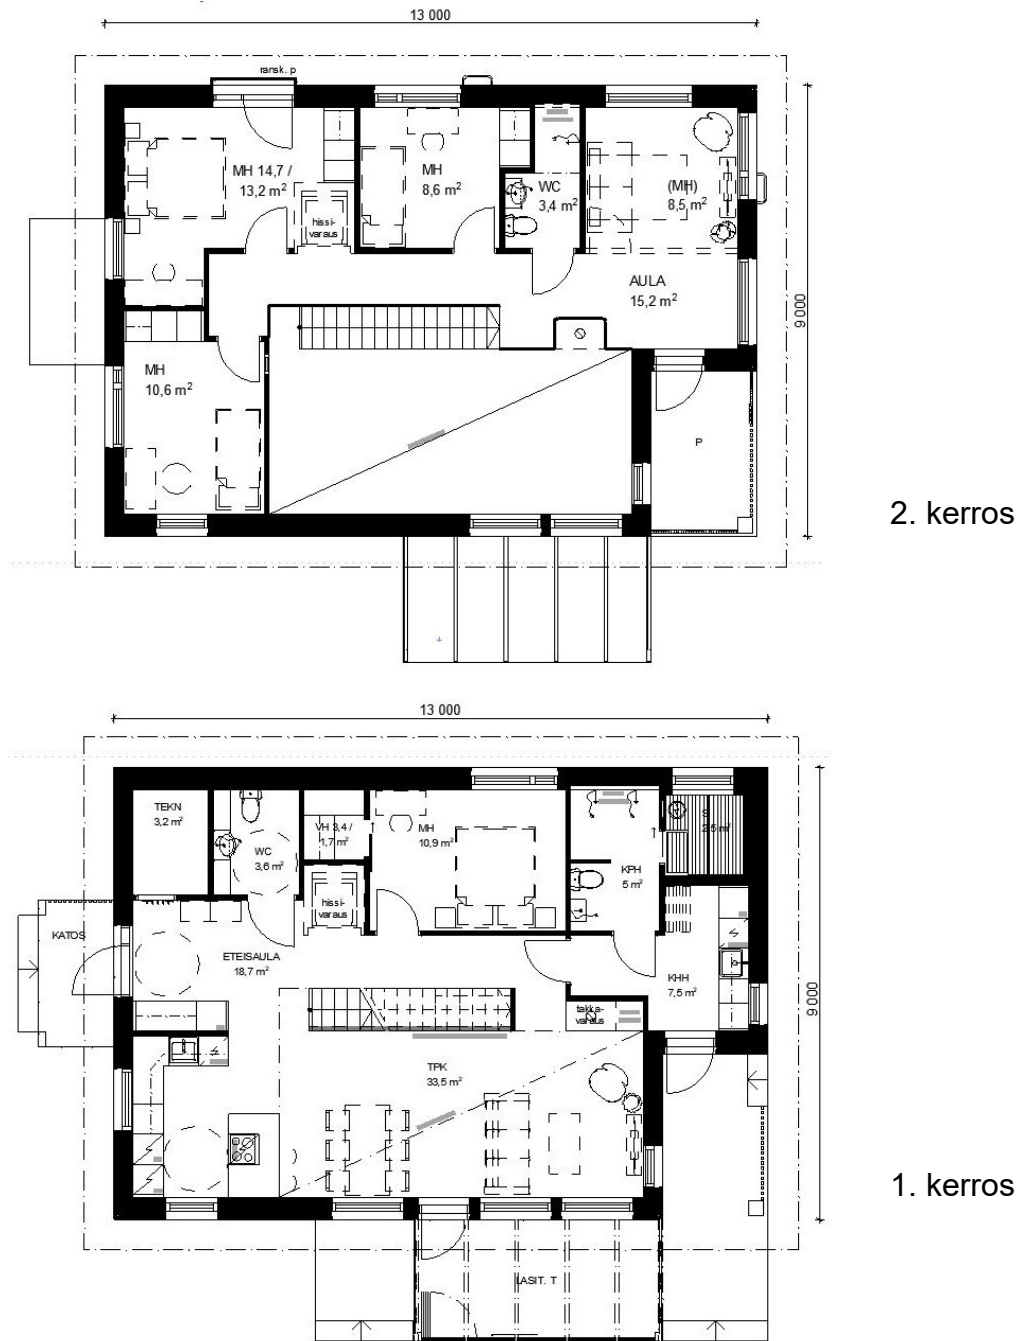 13 000
ransk. p
MH 14,7 /
13,2 m²
hissi-
varaus
MH
8,6 m²
WC
3,4 m²
(MH)
8,5 m²
AULA
15,2 m²
9 000
MH
10,6 m²
P
2. kerros
13 000
TEKN
3,2 m²
WC
3,6 m²
VH 3,4 /
1,7 m²
MH
10,9 m²
S
2,5 m²
KPH
5 m²
hissi-
varaus
KATOS
ETEISAULA
18,7 m²
KHH
7,5 m²
takka-
varaus
9 000
TPK
33,5 m²
1. kerros
LASIT. T